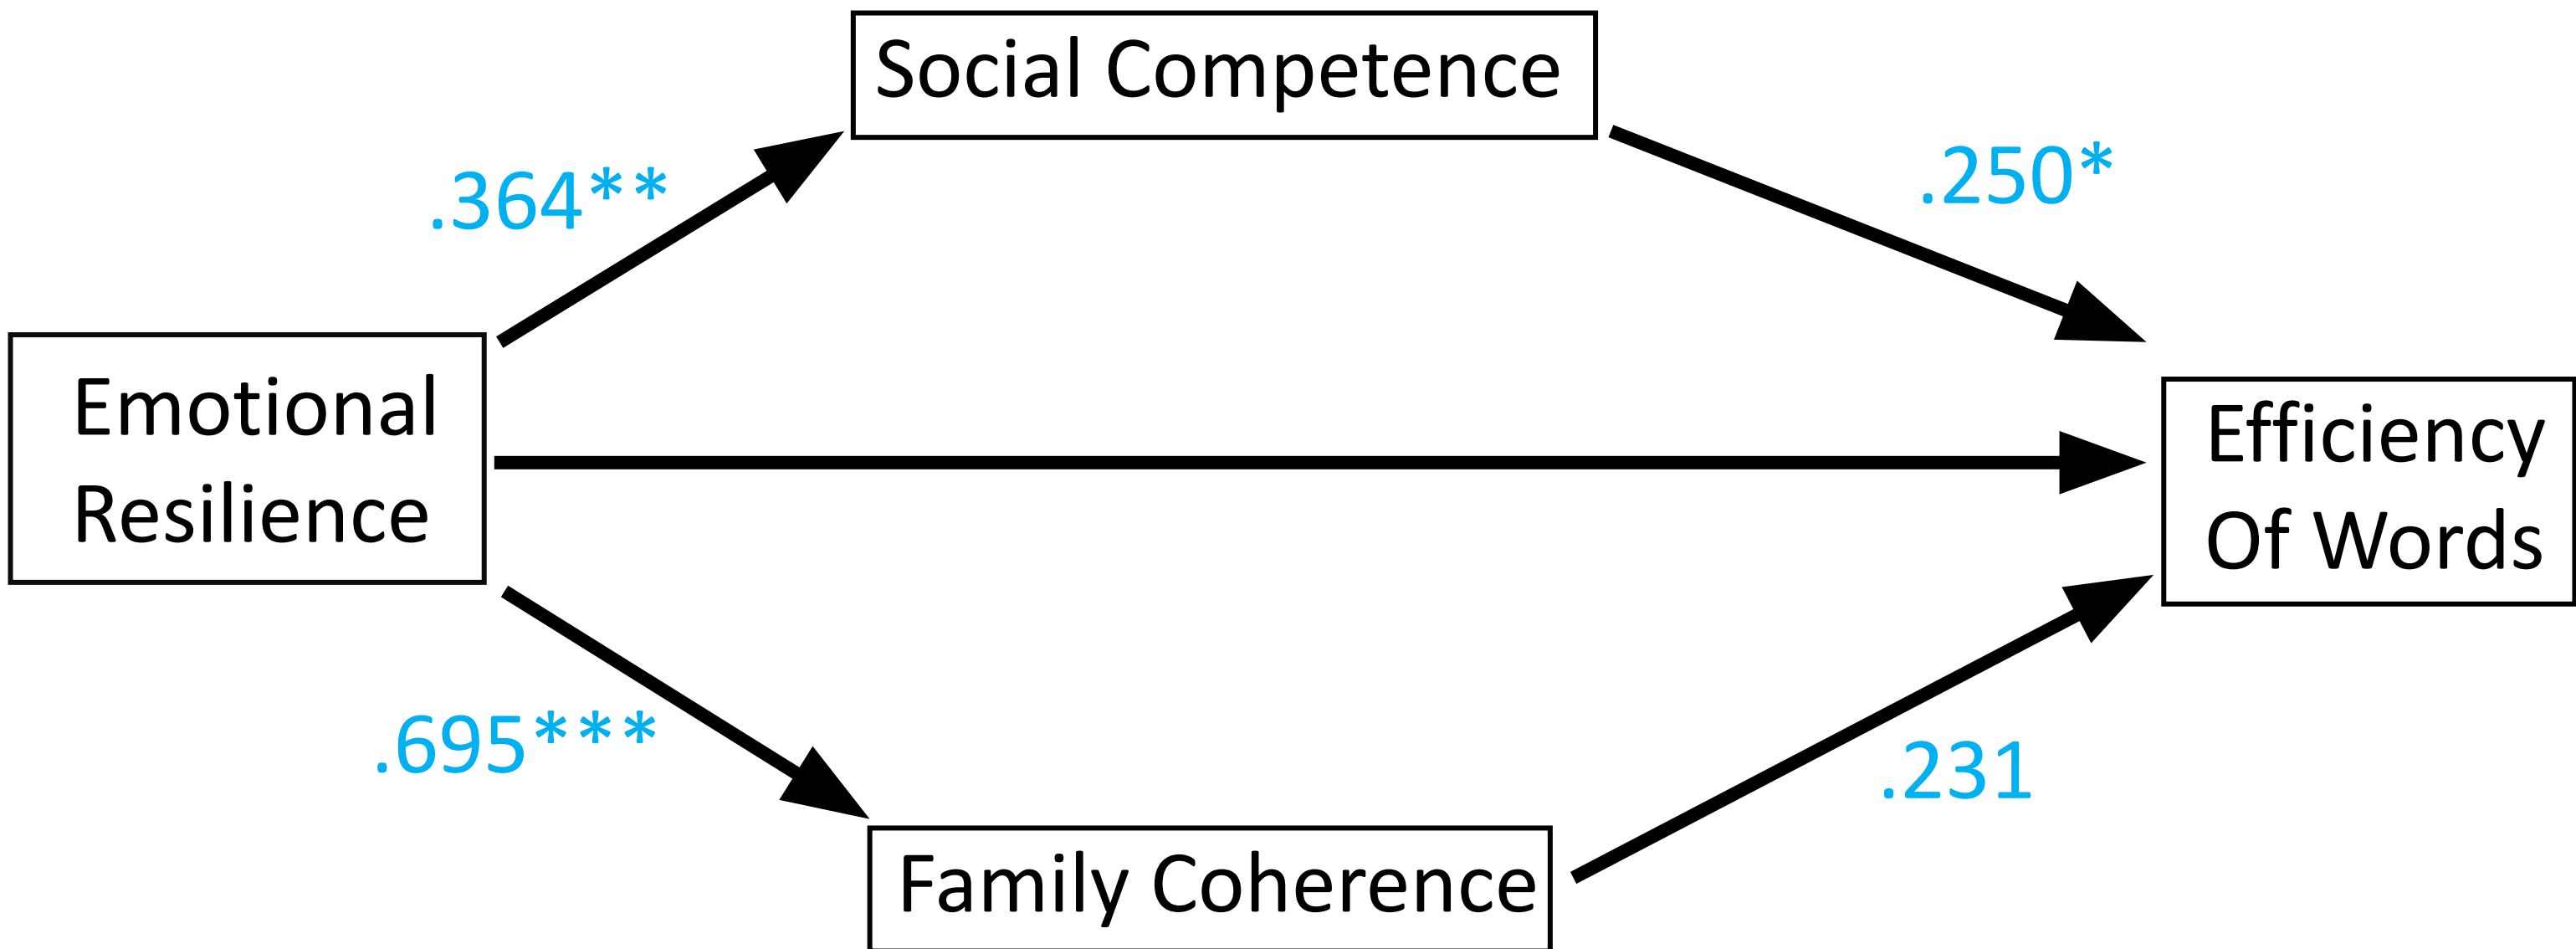 Social Competence
.364**
.250*
Emotional
Resilience
Efficiency
Of Words
.695***
.231
Family Coherence